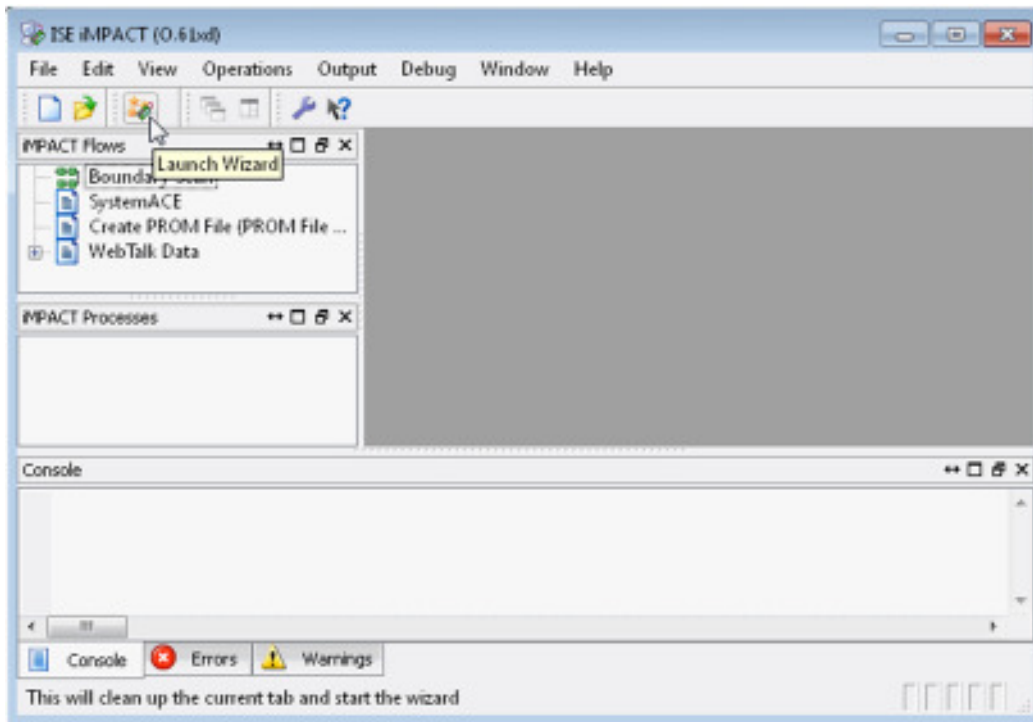 ISE iMPACT (O.61xd)
File Edit View Operations Output Debug Window Help
iMPACT Flows
Launch Wizard
Boundary Scan
SystemACE
Create PROM File (PROM File ...
WebTalk Data
iMPACT Processes
Console
Console Errors Warnings
This will clean up the current tab and start the wizard